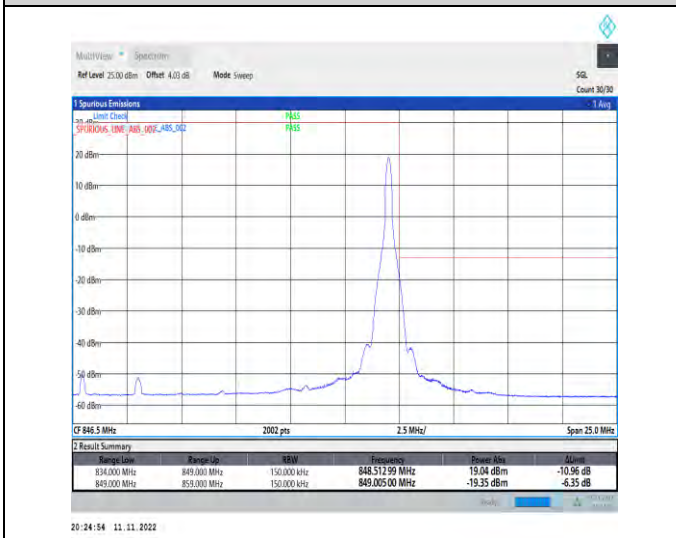 MultiView Spectrum
Ref Level 25.00 dBm Offset 4.03 dB Mode Sweep SGL
Count 30/30
1 Spurious Emissions 1 Avg
Limit Check PASS
PASS
20 dBm
10 dBm
0 dBm
-10 dBm
-20 dBm
-30 dBm
-40 dBm
-50 dBm
-60 dBm
CF 846.5 MHz 2002 pts 2.5 MHz/ Span 25.0 MHz
2 Result Summary
Range Low Range Up RBW Frequency Power Abs ΔLimit
834.000 MHz 849.000 MHz 150.000 kHz 848.51299 MHz 19.04 dBm -10.96 dB
849.000 MHz 859.000 MHz 150.000 kHz 849.00500 MHz -19.35 dBm -6.35 dB
20:24:54 11.11.2022